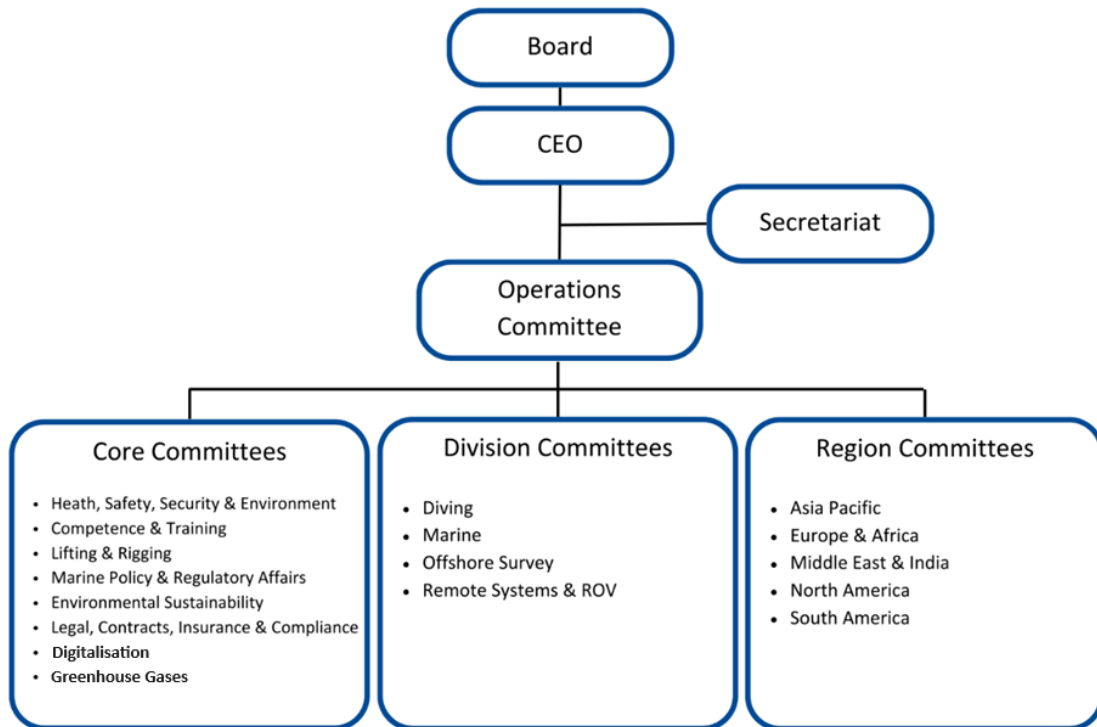 Board
CEO
Secretariat
Operations
Committee
Core Committees
• Heath, Safety, Security & Environment
• Competence & Training
• Lifting & Rigging
• Marine Policy & Regulatory Affairs
• Environmental Sustainability
• Legal, Contracts, Insurance & Compliance
• Digitalisation
• Greenhouse Gases
Division Committees
• Diving
• Marine
• Offshore Survey
• Remote Systems & ROV
Region Committees
• Asia Pacific
• Europe & Africa
• Middle East & India
• North America
• South America